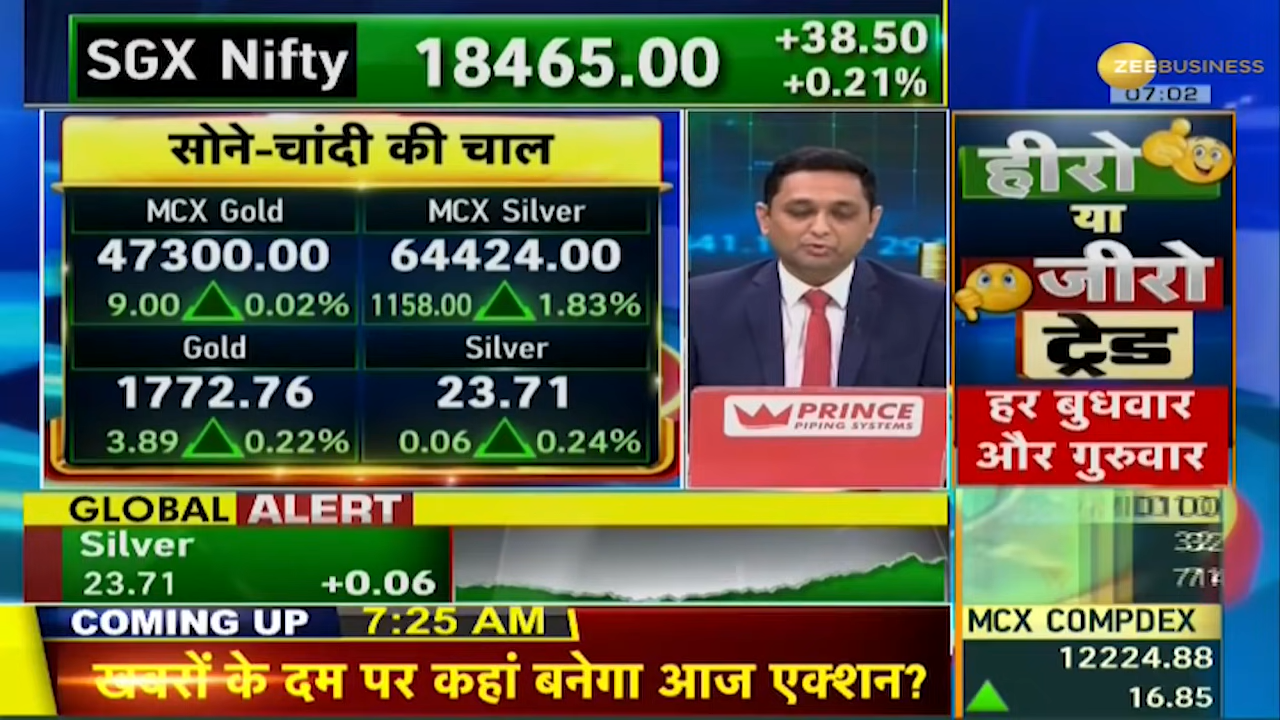 SGX Nifty 18465.00 +38.50
+0.21%
ZEEBUSINESS
07:02
सोने-चांदी की चाल
MCX Gold MCX Silver
47300.00 64424.00
9.00 0.02% 1158.00 1.83%
Gold Silver
1772.76 23.71
3.89 0.22% 0.06 0.24%
PRINCE
PIPING SYSTEMS
हीरो
या
जीरो
ट्रेड
हर बुधवार
और गुरुवार
GLOBAL ALERT
Silver
23.71 +0.06
COMING UP 7:25 AM
खबरों के दम पर कहां बनेगा आज एक्शन?
MCX COMPDEX
12224.88
16.85